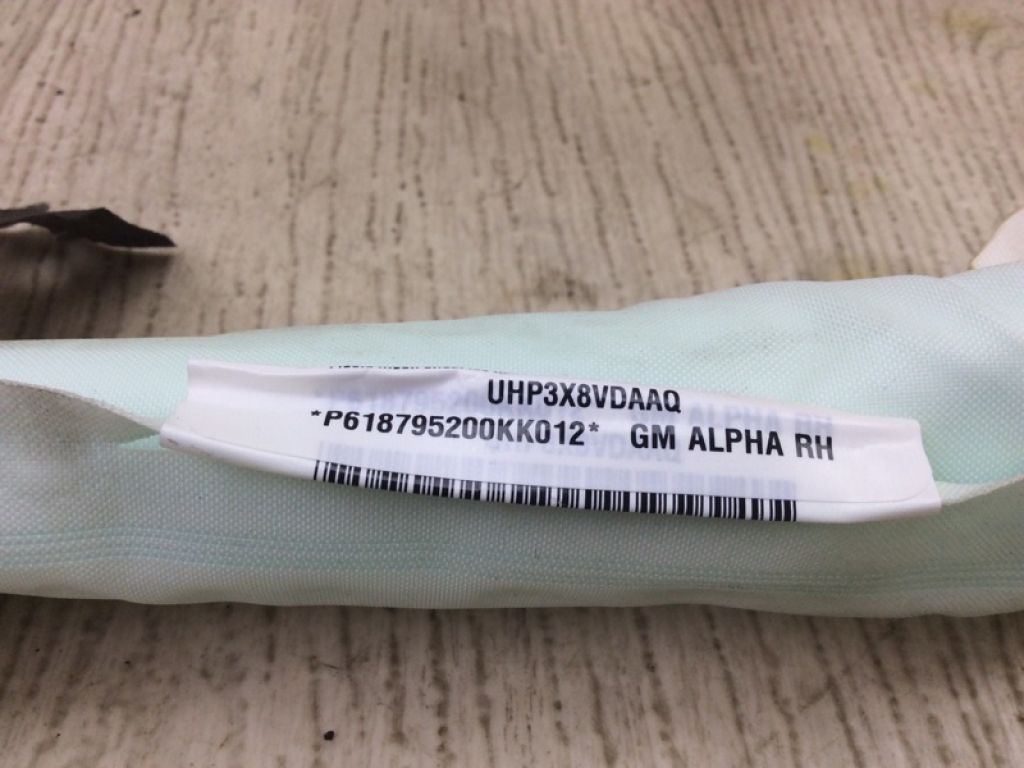 UHP3X8VDAAQ
*P618795200KK012* GM ALPHA RH